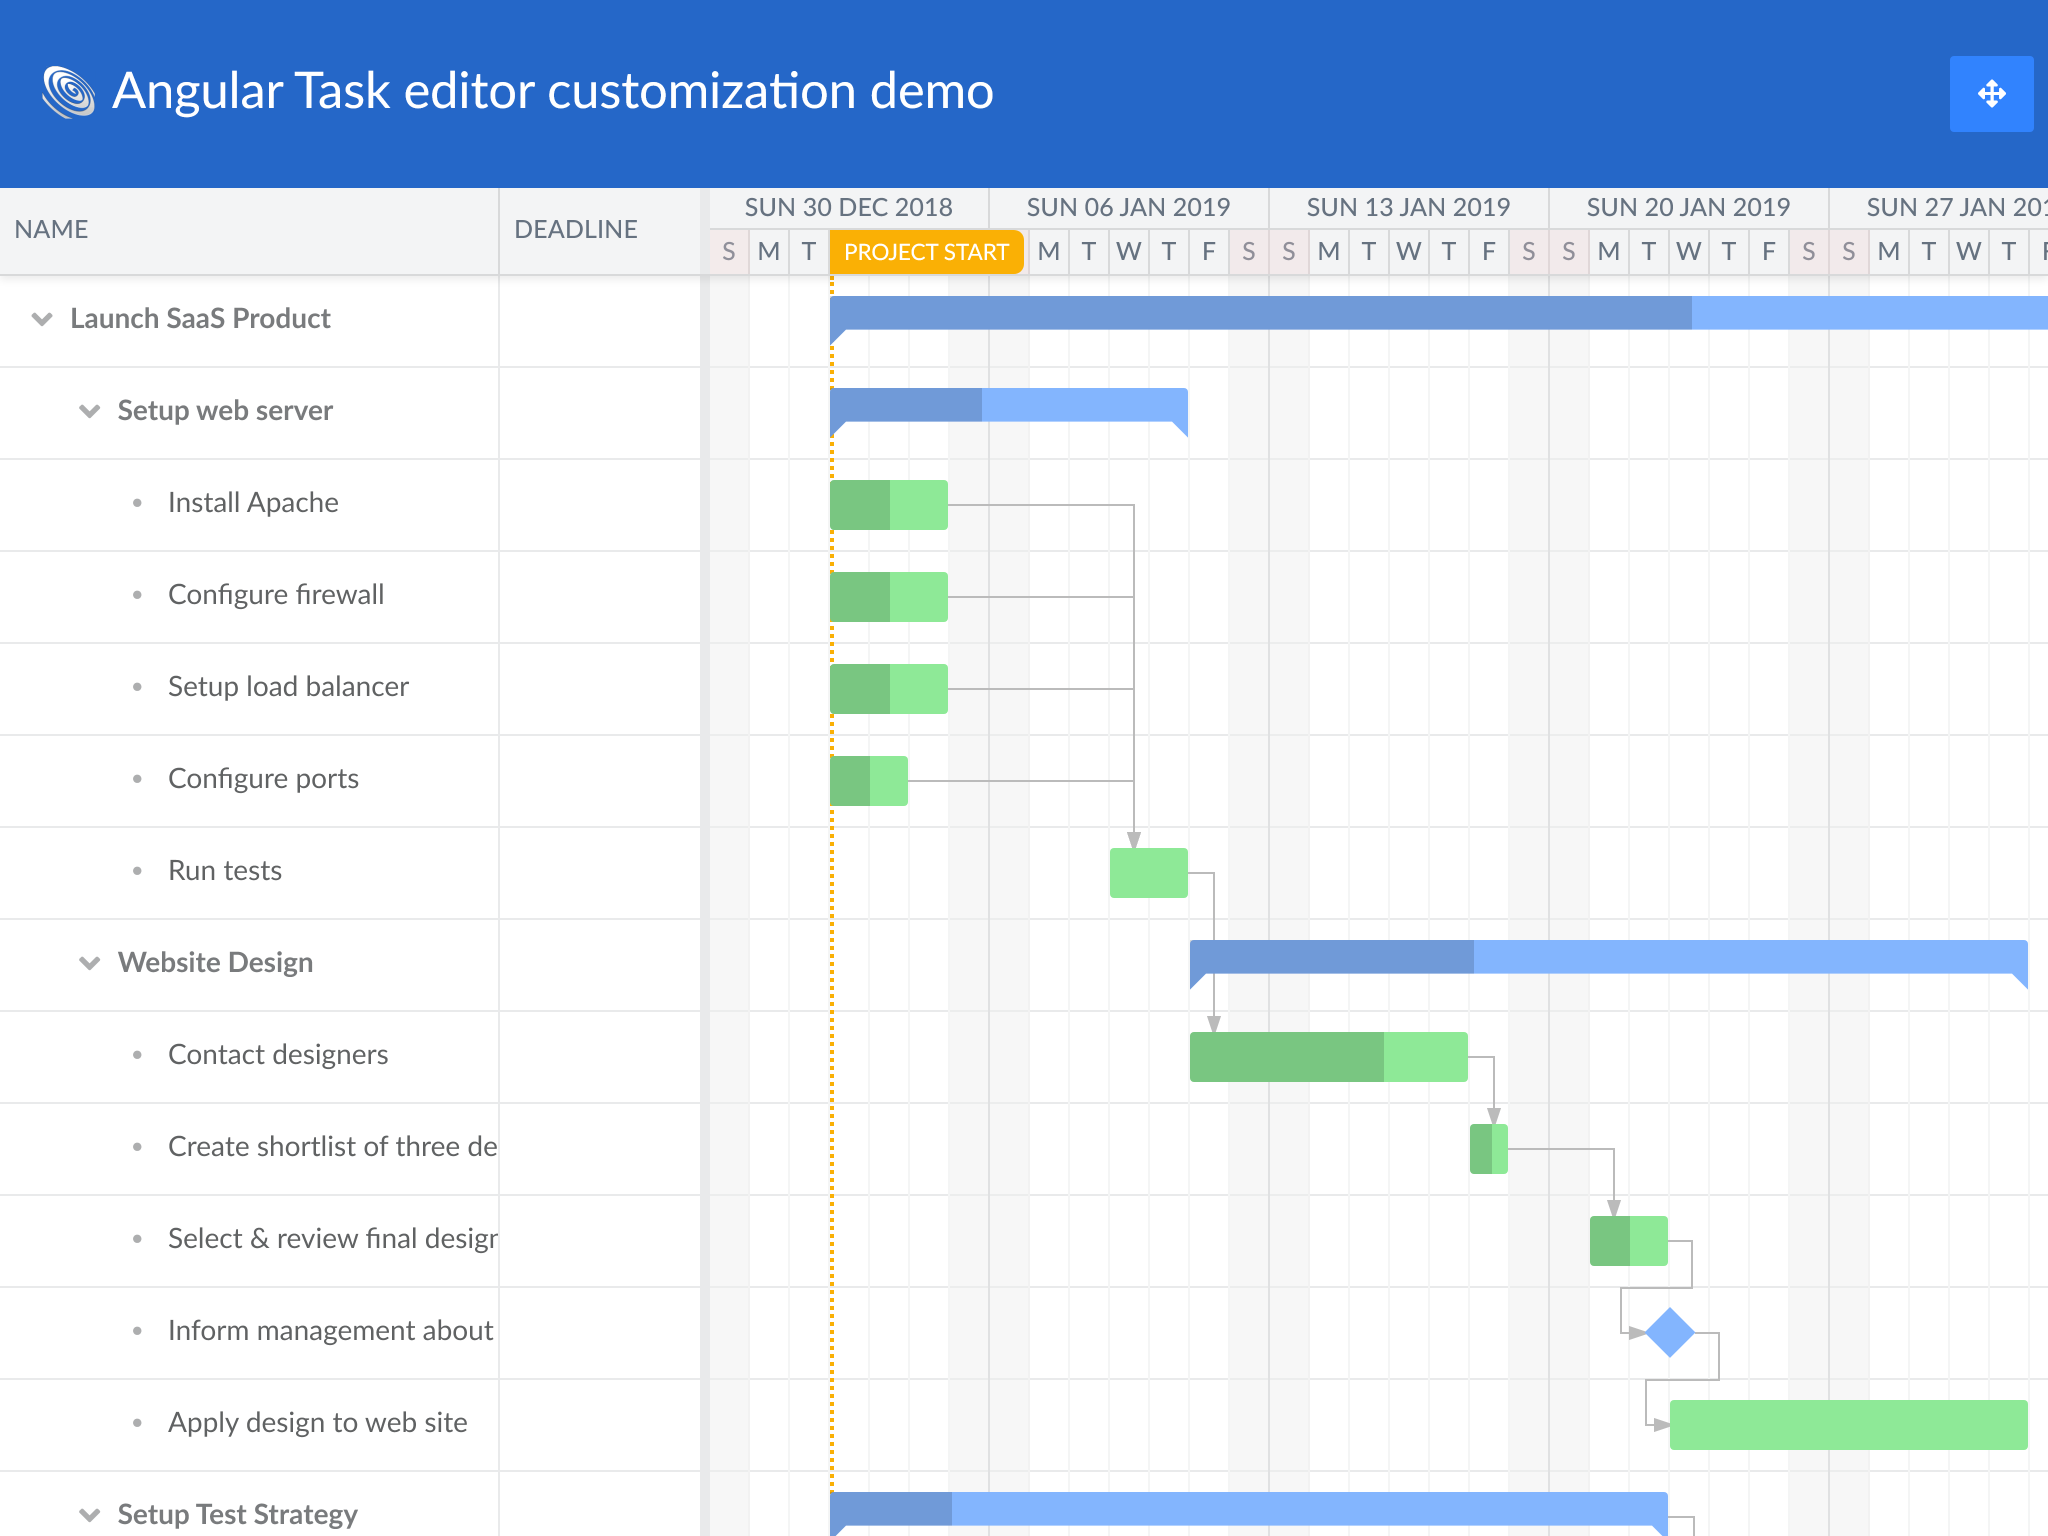 Angular Task editor customization demo
NAME
DEADLINE
SUN 30 DEC 2018
SUN 06 JAN 2019
SUN 13 JAN 2019
SUN 20 JAN 2019
SUN 27 JAN 201
S M T PROJECT START M T W T F S S M T W T F S S M T W T F S S M T W T F
Launch SaaS Product
Setup web server
Install Apache
Configure firewall
Setup load balancer
Configure ports
Run tests
Website Design
Contact designers
Create shortlist of three de
Select & review final design
Inform management about
Apply design to web site
Setup Test Strategy